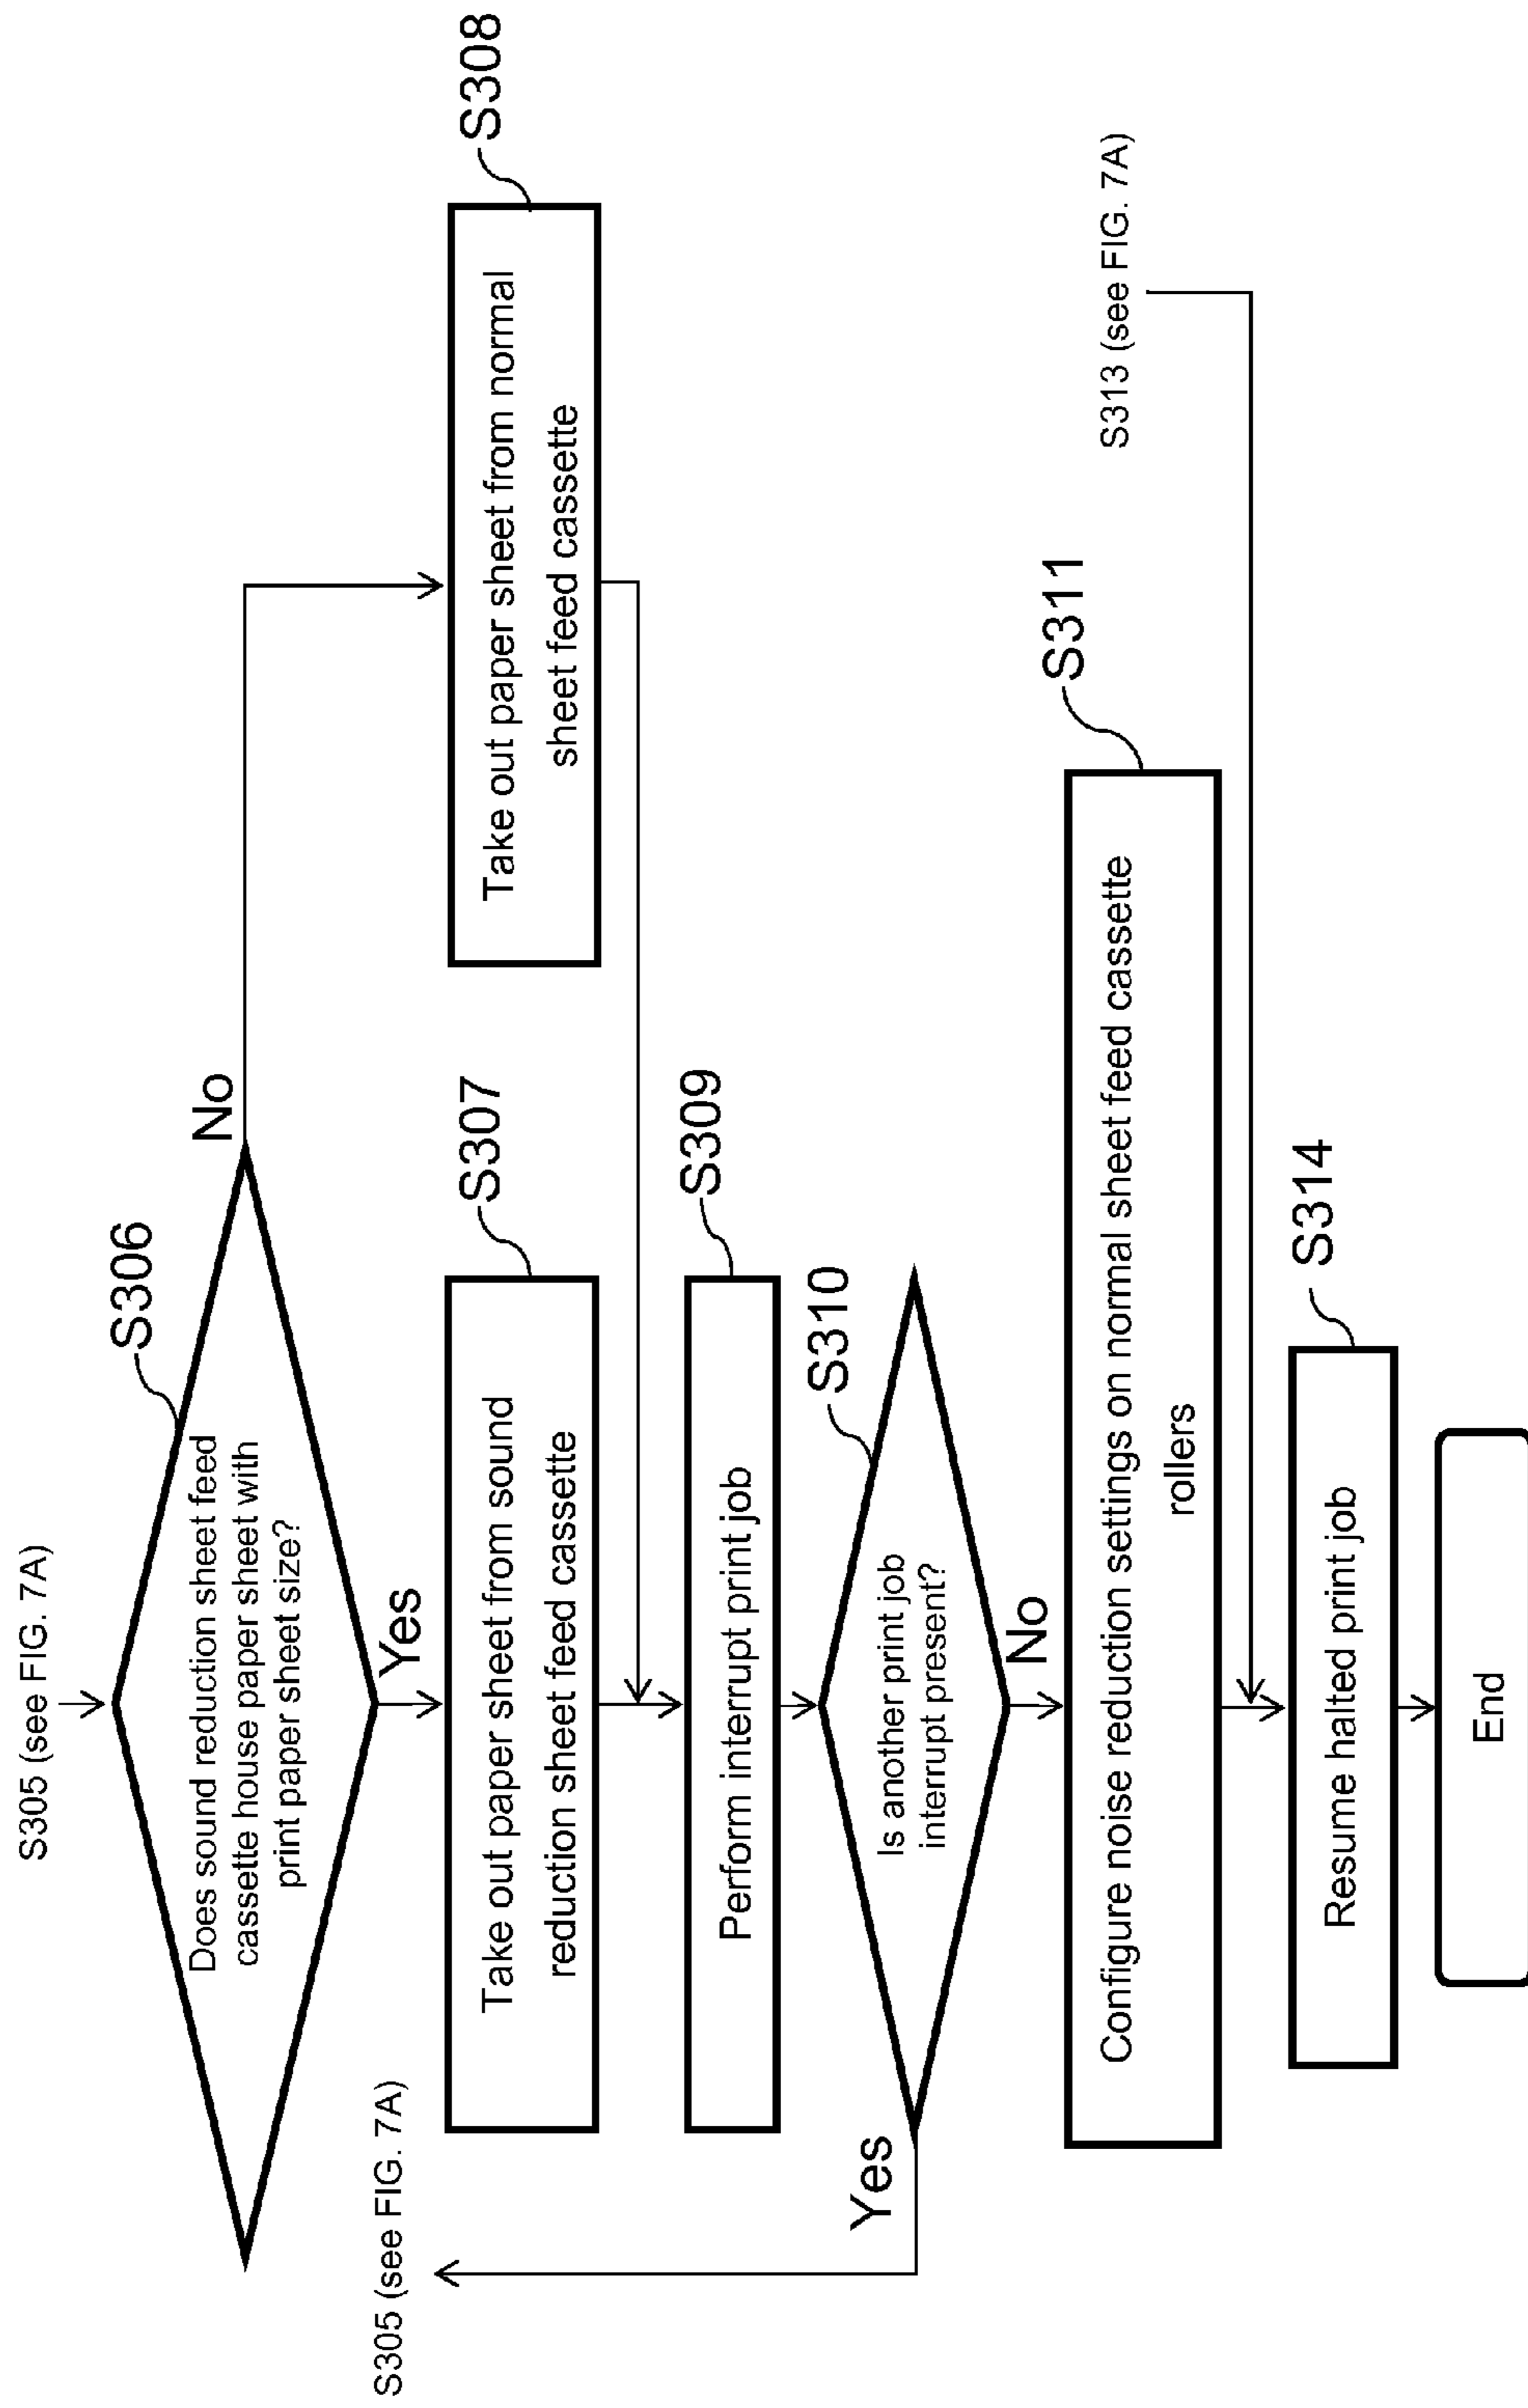 S305 (see FIG. 7A)
S306
Does sound reduction sheet feed
cassette house paper sheet with
print paper sheet size?
No
Yes
S305 (see FIG. 7A)
S307
Take out paper sheet from sound
reduction sheet feed cassette
S308
Take out paper sheet from normal
sheet feed cassette
S309
Perform interrupt print job
S310
Is another print job
interrupt present?
Yes
No
S311
Configure noise reduction settings on normal sheet feed cassette
rollers
S313 (see FIG. 7A)
S314
Resume halted print job
End